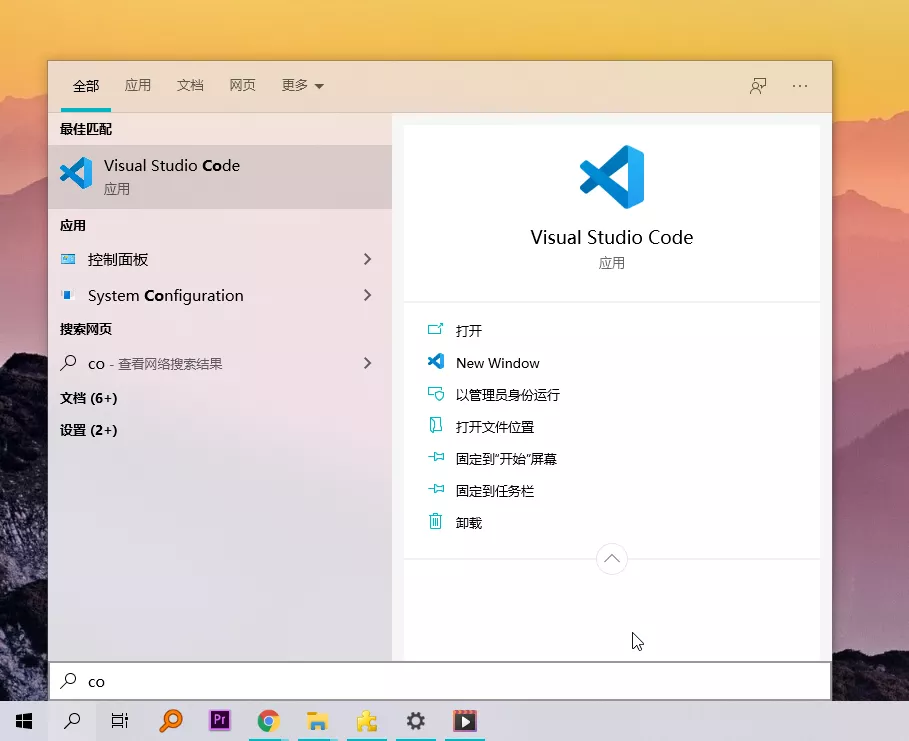 全部 应用 文档 网页 更多
最佳匹配
Visual Studio Code
应用
应用
控制面板
System Configuration
搜索网页
co - 查看网络搜索结果
文档 (6+)
设置 (2+)
Visual Studio Code
应用
打开
New Window
以管理员身份运行
打开文件位置
固定到"开始"屏幕
固定到任务栏
卸载
co
Pr